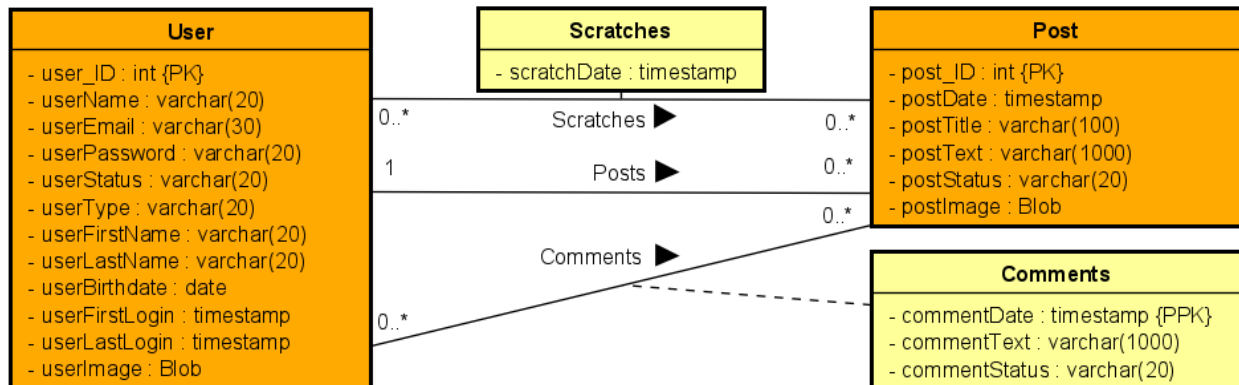 User
- user_ID : int {PK}
- userName : varchar(20)
- userEmail : varchar(30)
- userPassword : varchar(20)
- userStatus : varchar(20)
- userType : varchar(20)
- userFirstName : varchar(20)
- userLastName : varchar(20)
- userBirthdate : date
- userFirstLogin : timestamp
- userLastLogin : timestamp
- userImage : Blob
Scratches
- scratchDate : timestamp
0..*
Scratches ▶
0..*
1
Posts ▶
0..*
0..*
Comments ▶
0..*
Post
- post_ID : int {PK}
- postDate : timestamp
- postTitle : varchar(100)
- postText : varchar(1000)
- postStatus : varchar(20)
- postImage : Blob
Comments
- commentDate : timestamp {PPK}
- commentText : varchar(1000)
- commentStatus : varchar(20)